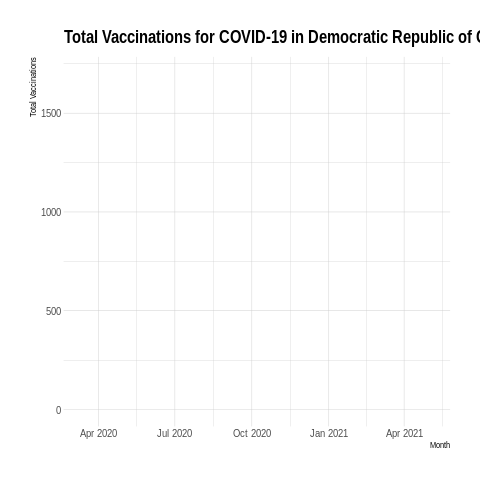 Total Vaccinations for COVID-19 in Democratic Republic of
Total Vaccinations
1500
1000
500
0
Apr 2020
Jul 2020
Oct 2020
Jan 2021
Apr 2021
Month